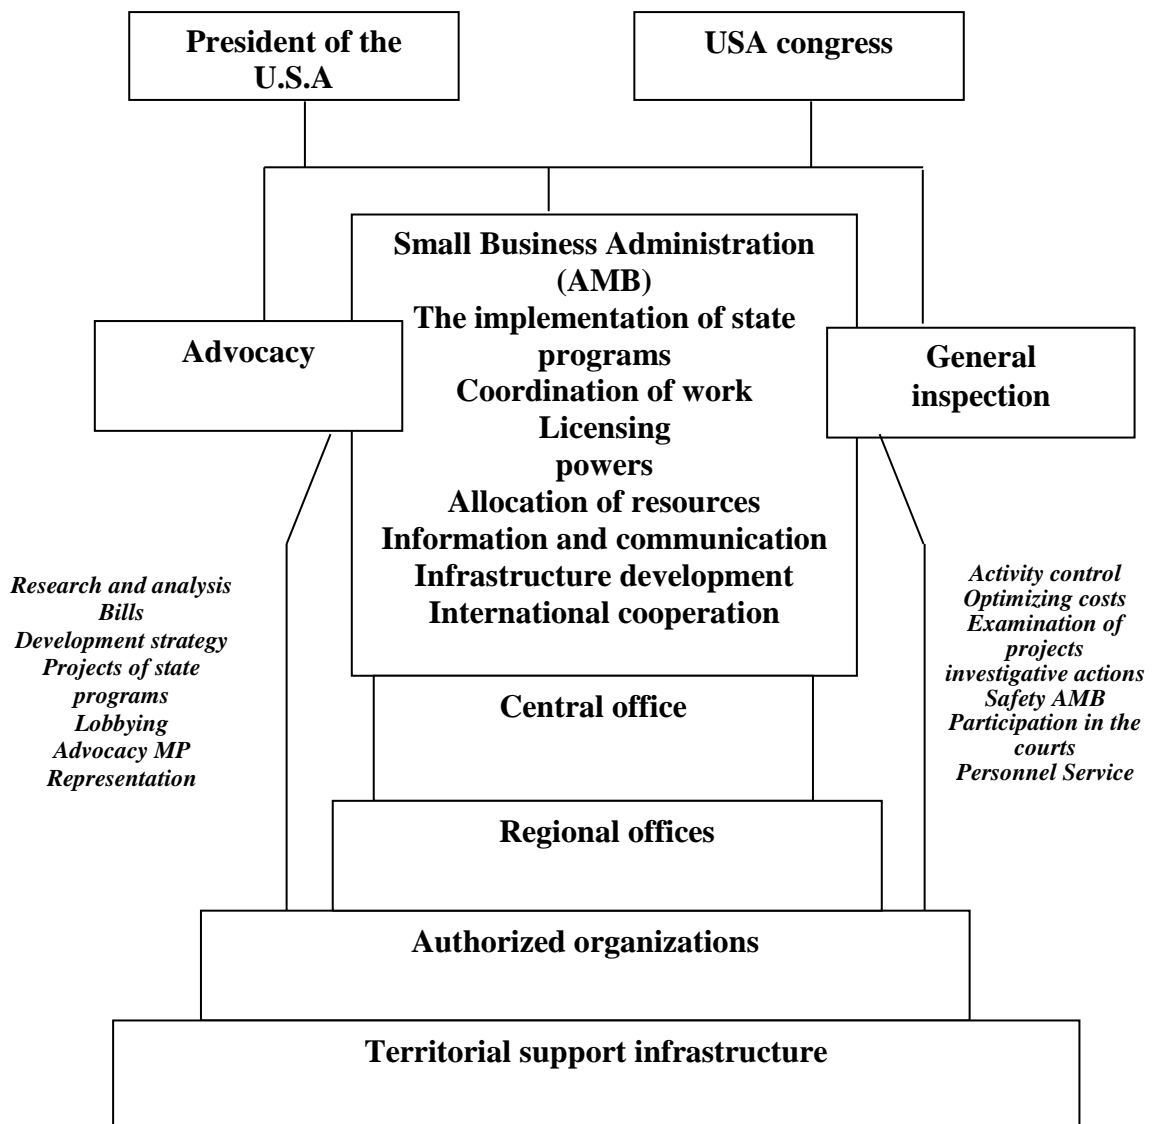 President of the
U.S.A
USA congress
Small Business Administration
(AMB)
The implementation of state
programs
Coordination of work
Licensing
powers
Allocation of resources
Information and communication
Infrastructure development
International cooperation
Advocacy
General
inspection
Research and analysis
Bills
Development strategy
Projects of state
programs
Lobbying
Advocacy MP
Representation
Activity control
Optimizing costs
Examination of
projects
investigative actions
Safety AMB
Participation in the
courts
Personnel Service
Central office
Regional offices
Authorized organizations
Territorial support infrastructure